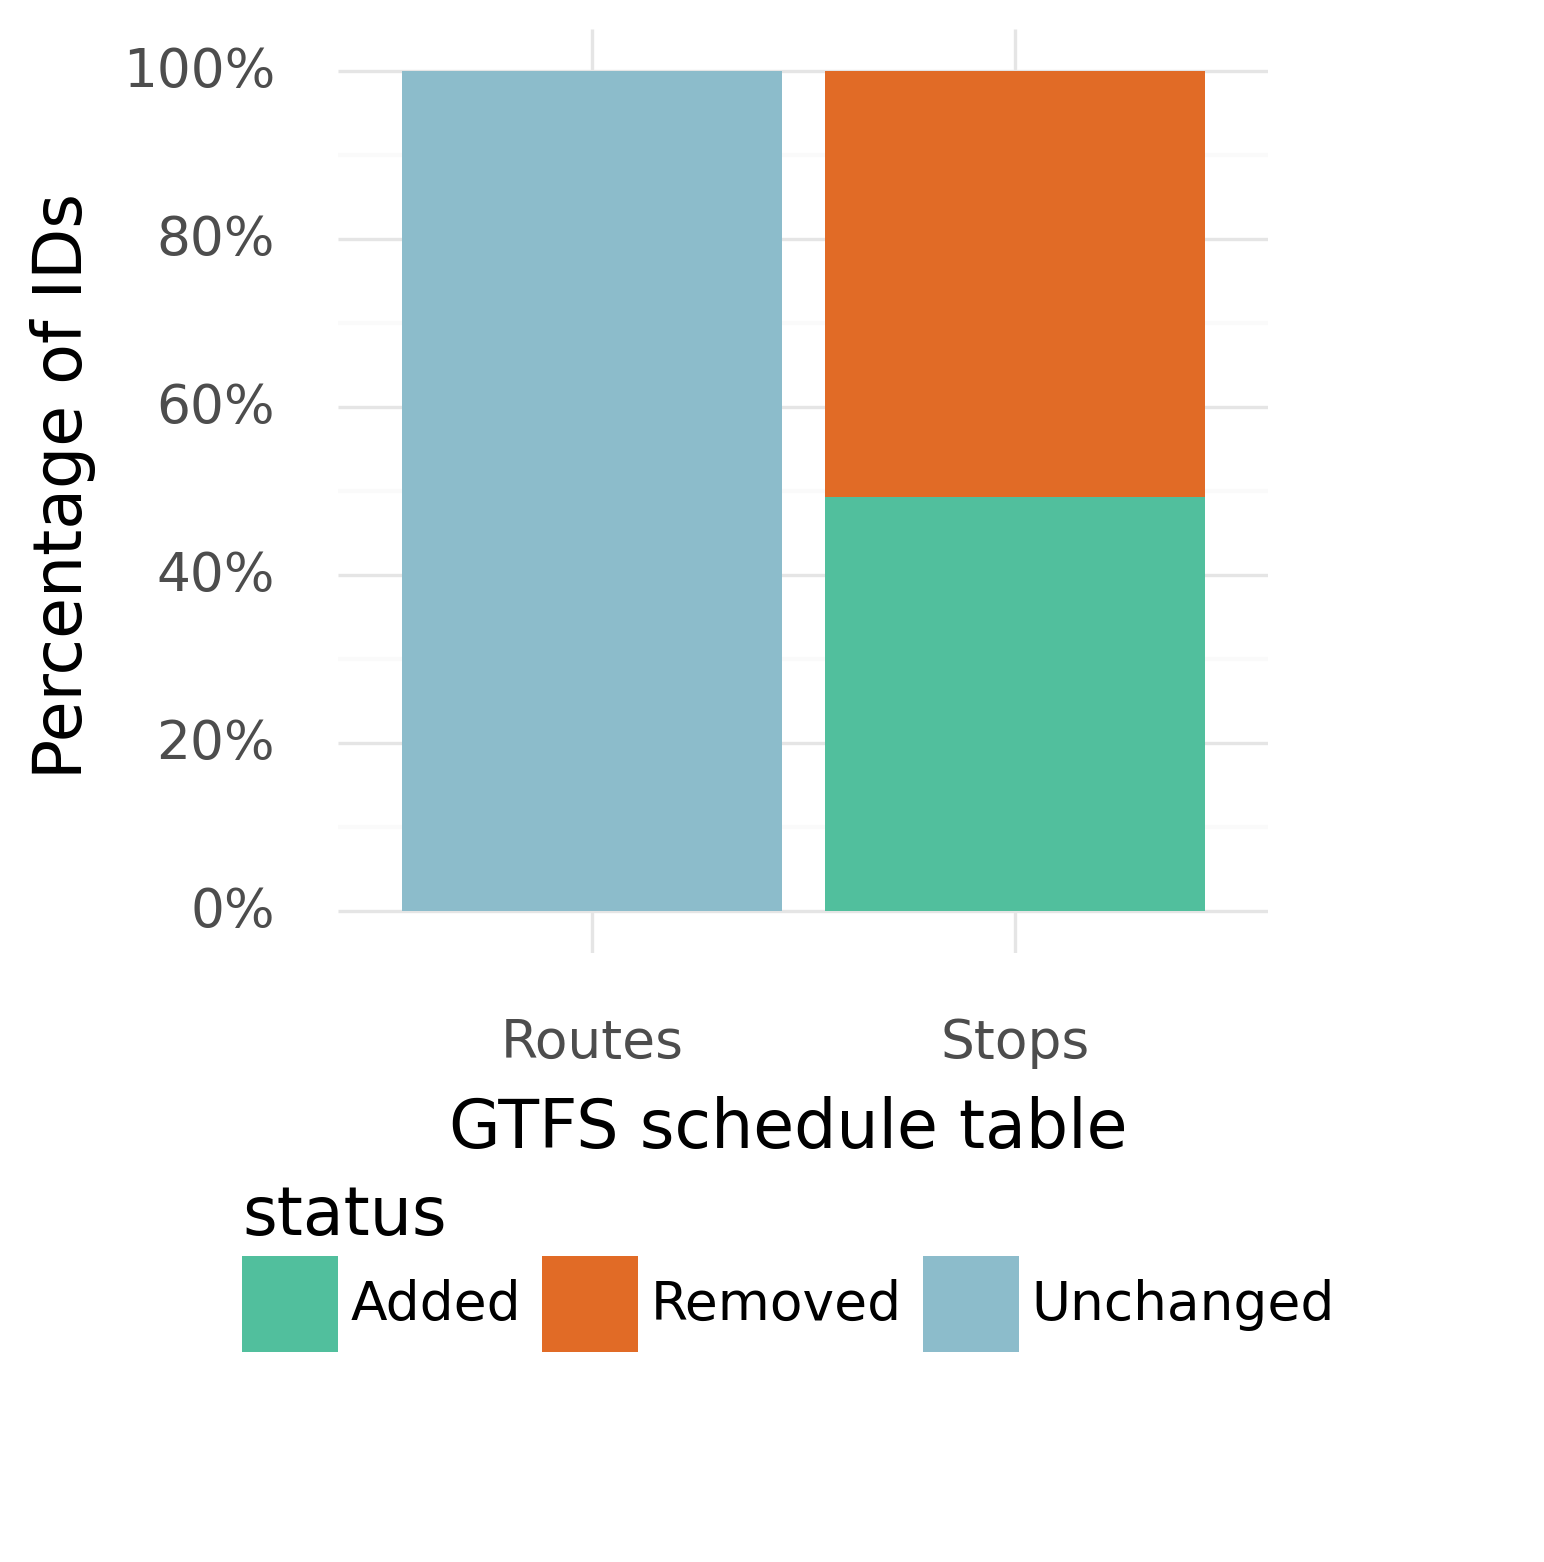 100%
80%
60%
40%
20%
0%
Percentage of IDs
Routes Stops
GTFS schedule table
status
Added Removed Unchanged